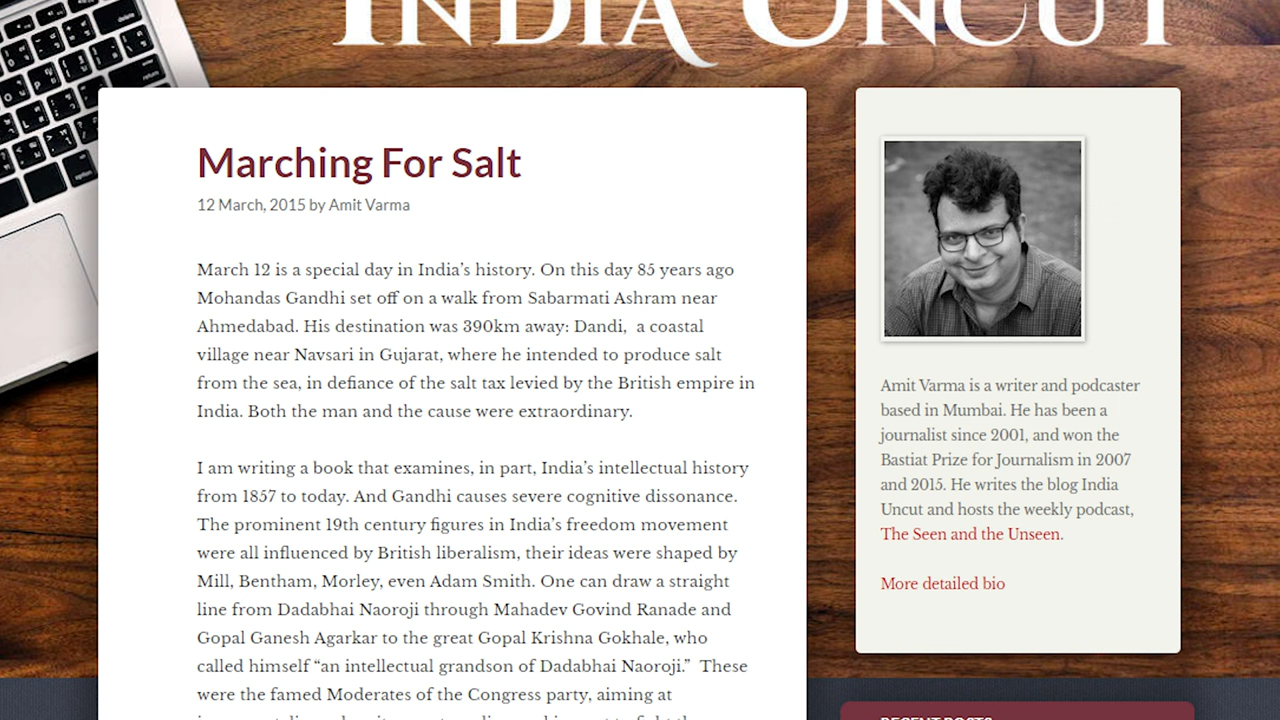 INDIA UNCUT
Marching For Salt
12 March, 2015 by Amit Varma
March 12 is a special day in India’s history. On this day 85 years ago
Mohandas Gandhi set off on a walk from Sabarmati Ashram near
Ahmedabad. His destination was 390km away: Dandi,  a coastal
village near Navsari in Gujarat, where he intended to produce salt
from the sea, in defiance of the salt tax levied by the British empire in
India. Both the man and the cause were extraordinary.
I am writing a book that examines, in part, India’s intellectual history
from 1857 to today. And Gandhi causes severe cognitive dissonance.
The prominent 19th century figures in India’s freedom movement
were all influenced by British liberalism, their ideas were shaped by
Mill, Bentham, Morley, even Adam Smith. One can draw a straight
line from Dadabhai Naoroji through Mahadev Govind Ranade and
Gopal Ganesh Agarkar to the great Gopal Krishna Gokhale, who
called himself “an intellectual grandson of Dadabhai Naoroji.”  These
were the famed Moderates of the Congress party, aiming at
Amit Varma is a writer and podcaster
based in Mumbai. He has been a
journalist since 2001, and won the
Bastiat Prize for Journalism in 2007
and 2015. He writes the blog India
Uncut and hosts the weekly podcast,
The Seen and the Unseen.
More detailed bio
RECENT POSTS